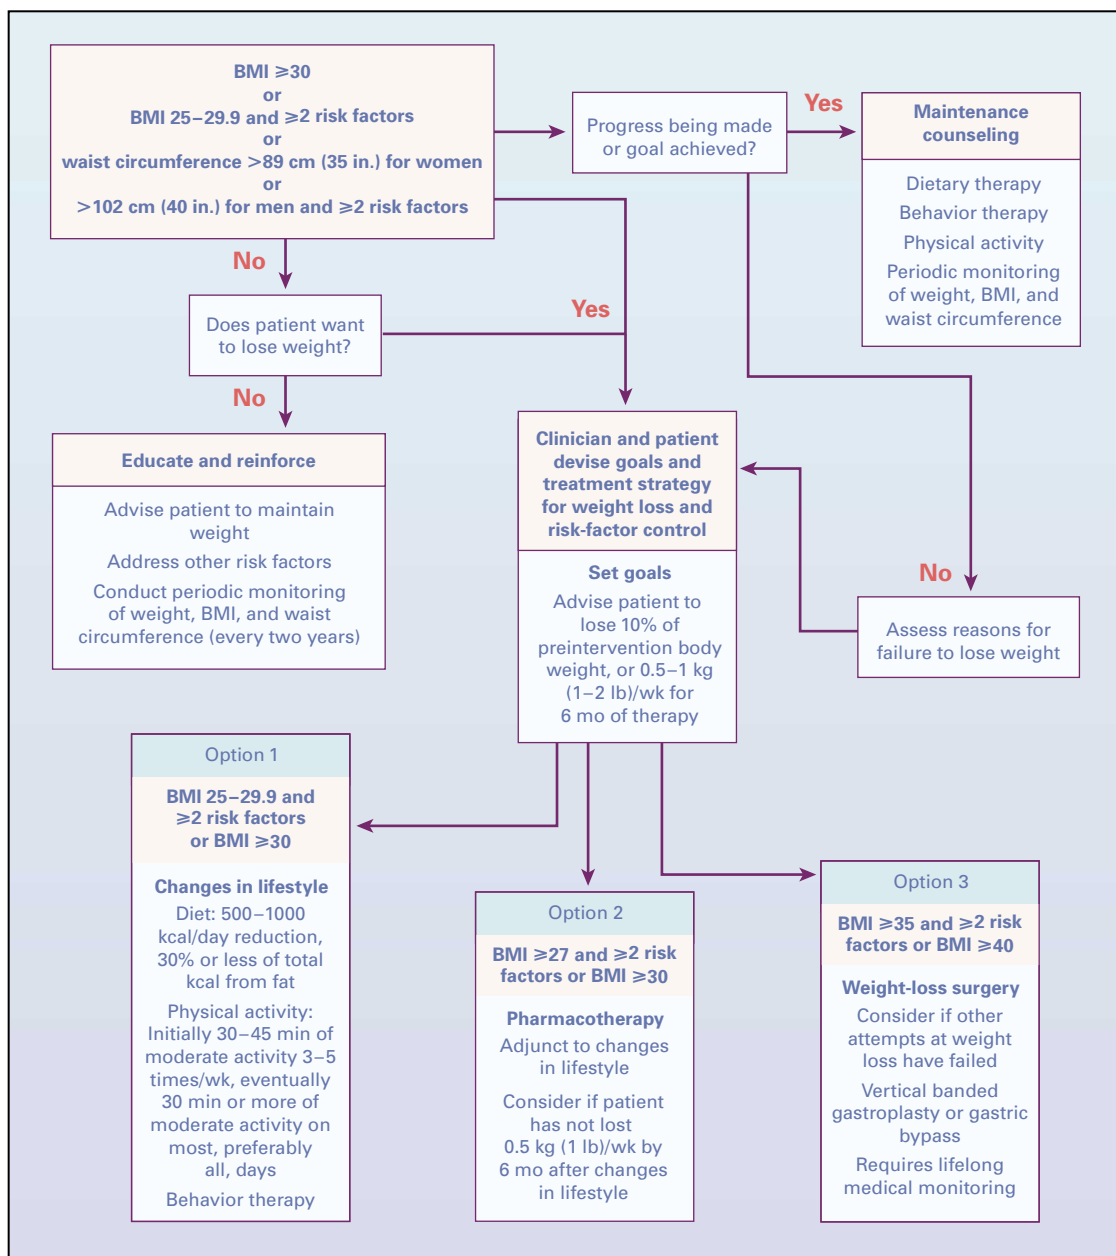 BMI ≥30
or
BMI 25–29.9 and ≥2 risk factors
or
waist circumference >89 cm (35 in.) for women
or
>102 cm (40 in.) for men and ≥2 risk factors
Progress being made
or goal achieved?
Yes
Maintenance
counseling
Dietary therapy
Behavior therapy
Physical activity
Periodic monitoring
of weight, BMI, and
waist circumference
No
Does patient want
to lose weight?
Yes
No
Educate and reinforce
Advise patient to maintain
weight
Address other risk factors
Conduct periodic monitoring
of weight, BMI, and waist
circumference (every two years)
Clinician and patient
devise goals and
treatment strategy
for weight loss and
risk-factor control
Set goals
Advise patient to
lose 10% of
preintervention body
weight, or 0.5–1 kg
(1–2 lb)/wk for
6 mo of therapy
No
Assess reasons for
failure to lose weight
Option 1
BMI 25–29.9 and
≥2 risk factors
or BMI ≥30
Changes in lifestyle
Diet: 500–1000
kcal/day reduction,
30% or less of total
kcal from fat
Physical activity:
Initially 30–45 min of
moderate activity 3–5
times/wk, eventually
30 min or more of
moderate activity on
most, preferably
all, days
Behavior therapy
Option 2
BMI ≥27 and ≥2 risk
factors or BMI ≥30
Pharmacotherapy
Adjunct to changes
in lifestyle
Consider if patient
has not lost
0.5 kg (1 lb)/wk by
6 mo after changes
in lifestyle
Option 3
BMI ≥35 and ≥2 risk
factors or BMI ≥40
Weight-loss surgery
Consider if other
attempts at weight
loss have failed
Vertical banded
gastroplasty or gastric
bypass
Requires lifelong
medical monitoring